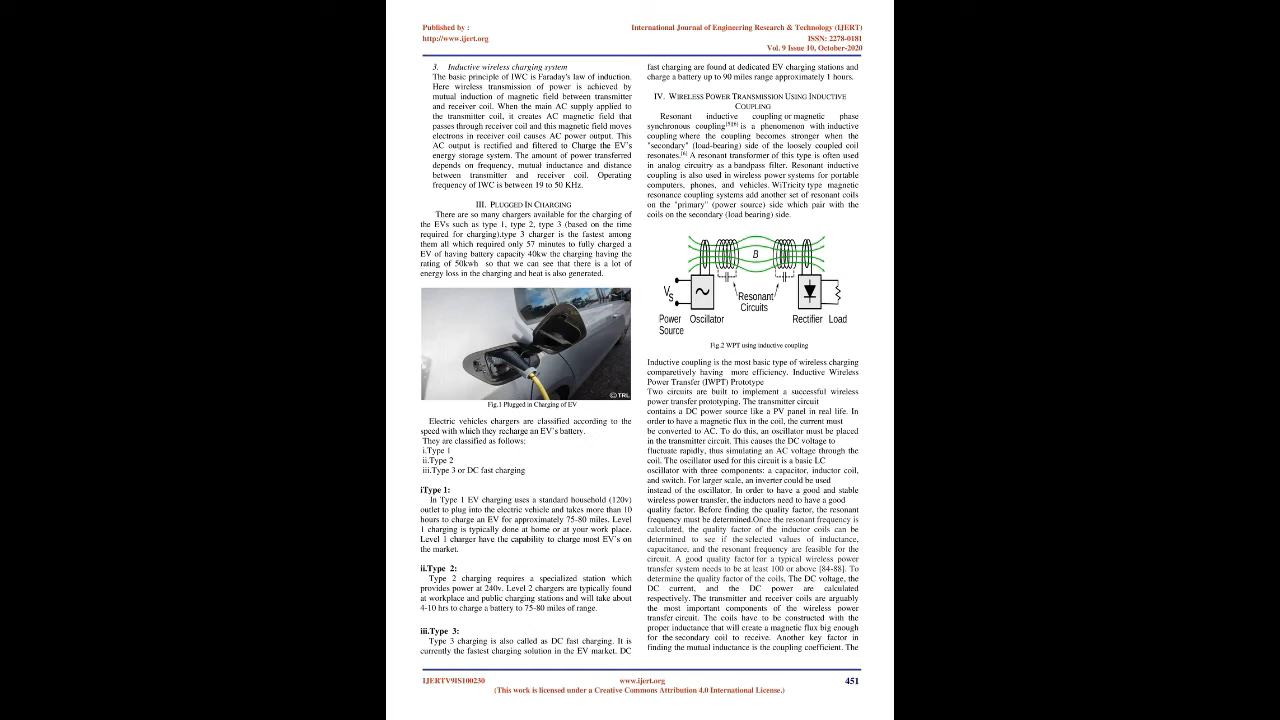 Published by :
http://www.ijert.org
International Journal of Engineering Research & Technology (IJERT)
ISSN: 2278-0181
Vol. 9 Issue 10, October-2020
3. Inductive wireless charging system
The basic principle of IWC is Faraday's law of induction.
Here wireless transmission of power is achieved by
mutual induction of magnetic field between transmitter
and receiver coil. When the main AC supply applied to
the transmitter coil, it creates AC magnetic field that
passes through receiver coil and this magnetic field moves
electrons in receiver coil causes AC power output. This
AC output is rectified and filtered to Charge the EV's
energy storage system. The amount of power transferred
depends on frequency, mutual inductance and distance
between transmitter and receiver coil. Operating
frequency of IWC is between 19 to 50 KHz.
III. PLUGGED IN CHARGING
There are so many chargers available for the charging of
the EVs such as type 1, type 2, type 3 (based on the time
required for charging).type 3 charger is the fastest among
them all which required only 57 minutes to fully charged a
EV of having battery capacity 40kw the charging having the
rating of 50kwh so that we can see that there is a lot of
energy loss in the charging and heat is also generated.
© TRL
Fig.1 Plugged in Charging of EV
Electric vehicles chargers are classified according to the
speed with which they recharge an EV's battery.
They are classified as follows;
i.Type 1
ii.Type 2
iii.Type 3 or DC fast charging
iType 1:
In Type 1 EV charging uses a standard household (120v)
outlet to plug into the electric vehicle and takes more than 10
hours to charge an EV for approximately 75-80 miles. Level
1 charging is typically done at home or at your work place.
Level 1 charger have the capability to charge most EV's on
the market.
ii.Type 2:
Type 2 charging requires a specialized station which
provides power at 240v. Level 2 chargers are typically found
at workplace and public charging stations and will take about
4-10 hrs to charge a battery to 75-80 miles of range.
iii.Type 3:
Type 3 charging is also called as DC fast charging. It is
currently the fastest charging solution in the EV market. DC
fast charging are found at dedicated EV charging stations and
charge a battery up to 90 miles range approximately 1 hours.
IV. WIRELESS POWER TRANSMISSION USING INDUCTIVE
COUPLING
Resonant inductive coupling or magnetic phase
synchronous coupling[5][6] is a phenomenon with inductive
coupling where the coupling becomes stronger when the
"secondary" (load-bearing) side of the loosely coupled coil
resonates.[6] A resonant transformer of this type is often used
in analog circuitry as a bandpass filter. Resonant inductive
coupling is also used in wireless power systems for portable
computers, phones, and vehicles. WiTricity type magnetic
resonance coupling systems add another set of resonant coils
on the "primary" (power source) side which pair with the
coils on the secondary (load bearing) side.
B
Vs
Resonant
Circuits
Power
Source
Oscillator
Rectifier
Load
Fig.2 WPT using inductive coupling
Inductive coupling is the most basic type of wireless charging
comparetively having more efficiency. Inductive Wireless
Power Transfer (IWPT) Prototype
Two circuits are built to implement a successful wireless
power transfer prototyping. The transmitter circuit
contains a DC power source like a PV panel in real life. In
order to have a magnetic flux in the coil, the current must
be converted to AC. To do this, an oscillator must be placed
in the transmitter circuit. This causes the DC voltage to
fluctuate rapidly, thus simulating an AC voltage through the
coil. The oscillator used for this circuit is a basic LC
oscillator with three components: a capacitor, inductor coil,
and switch. For larger scale, an inverter could be used
instead of the oscillator. In order to have a good and stable
wireless power transfer, the inductors need to have a good
quality factor. Before finding the quality factor, the resonant
frequency must be determined.Once the resonant frequency is
calculated, the quality factor of the inductor coils can be
determined to see if the selected values of inductance,
capacitance, and the resonant frequency are feasible for the
circuit. A good quality factor for a typical wireless power
transfer system needs to be at least 100 or above [84-88]. To
determine the quality factor of the coils, The DC voltage, the
DC current, and the DC power are calculated
respectively. The transmitter and receiver coils are arguably
the most important components of the wireless power
transfer circuit. The coils have to be constructed with the
proper inductance that will create a magnetic flux big enough
for the secondary coil to receive. Another key factor in
finding the mutual inductance is the coupling coefficient. The
IJERTV9IS100230
www.ijert.org
(This work is licensed under a Creative Commons Attribution 4.0 International License.)
451